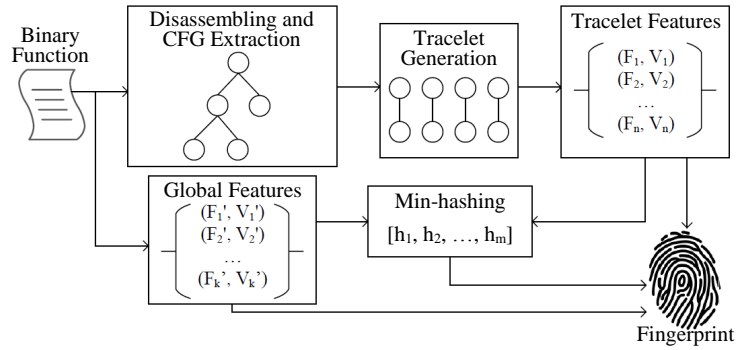 Binary
Function
Disassembling and
CFG Extraction
Tracelet
Generation
Tracelet Features
(F₁, V₁)
(F₂, V₂)
...
(Fₙ, Vₙ)
Global Features
(F₁', V₁')
(F₂', V₂')
...
(Fₖ’, Vₖ’)
Min-hashing
[h₁, h₂, ..., hₘ]
Fingerprint